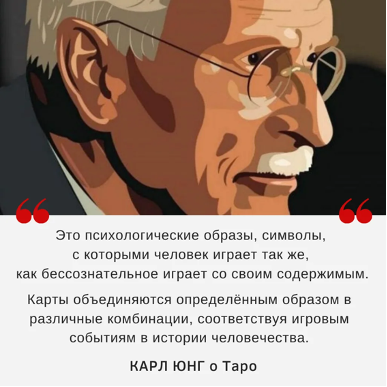 Это психологические образы, символы,
с которыми человек играет так же,
как бессознательное играет со своим содержимым.
Карты объединяются определённым образом в
различные комбинации, соответствуя игровым
событиям в истории человечества.
КАРЛ ЮНГ о Таро